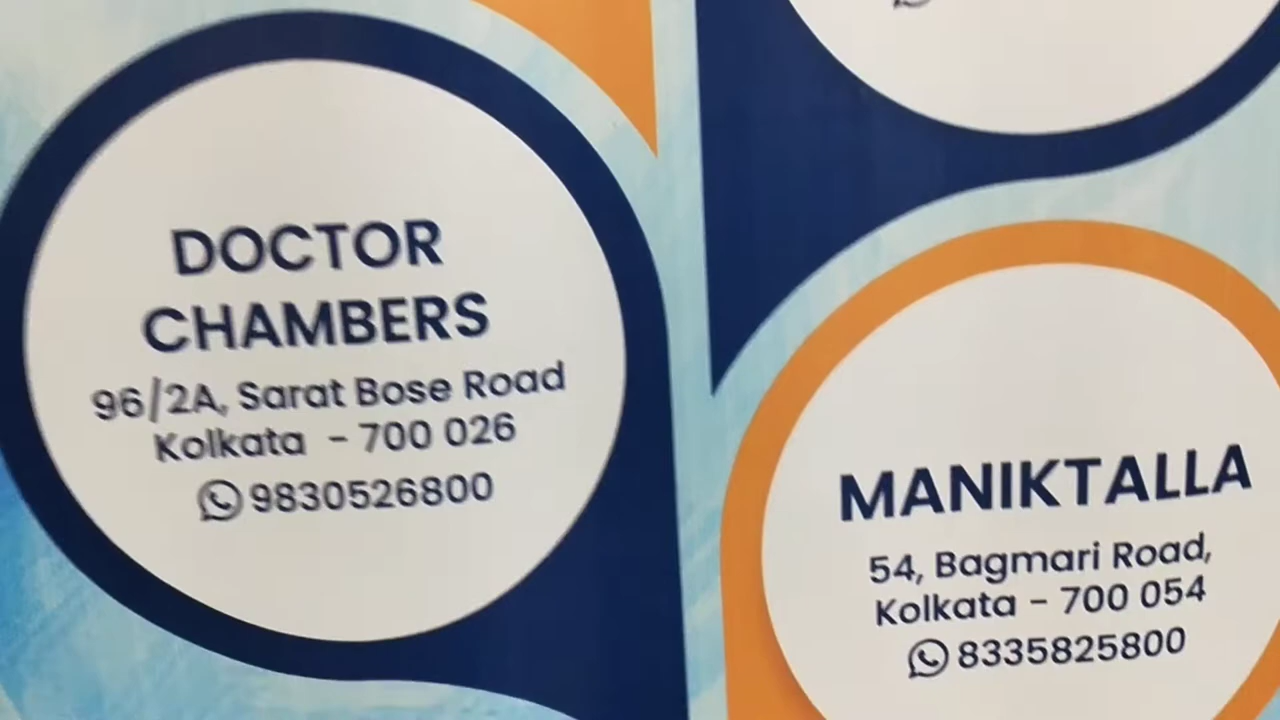 DOCTOR
CHAMBERS
96/2A, Sarat Bose Road
Kolkata - 700 026
9830526800
MANIKTALLA
54, Bagmari Road,
Kolkata - 700 054
8335825800